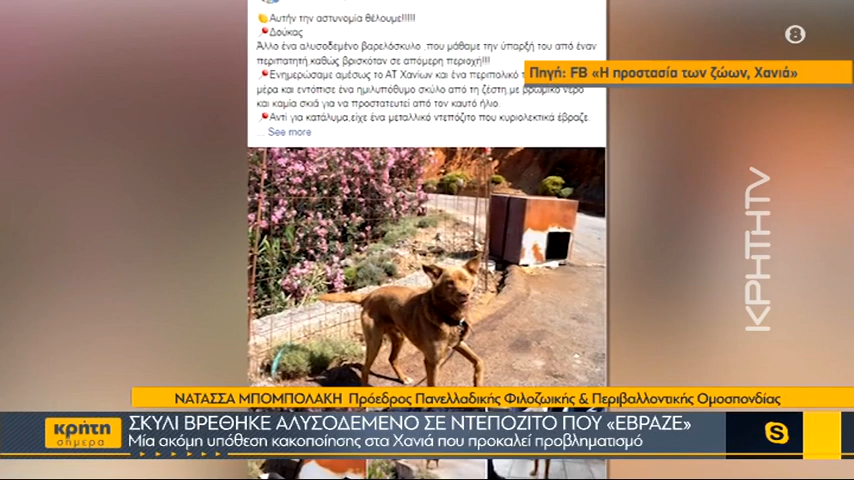 Αυτήν την αστυνομία θέλουμε!!!!!
Δούκας
Άλλο ένα αλυσοδεμένο βαρελόσκυλο ,που μάθαμε την ύπαρξή του από έναν
περιπατητή καθώς βρισκόταν σε απόμερη περιοχή!!!
Ενημερώσαμε αμέσως το ΑΤ Χανίων και ένα περιπολικό
μέρα και εντόπισε ένα ημιλυπόθυμο σκύλο από τη ζέστη,με βρώμικο νερό
και καμία σκιά για να προστατευτεί από τον καυτό ήλιο.
Αντί για κατάλυμα,είχε ένα μεταλλικό ντεπόζιτο που κυριολεκτικά έβραζε.
... See more
8
Πηγή: FB «Η προστασία των ζώων, Χανιά»
ΚΡΗΤΗTV
ΝΑΤΑΣΣΑ ΜΠΟΜΠΟΛΑΚΗ Πρόεδρος Πανελλαδικής Φιλοζωικής & Περιβαλλοντικής Ομοσπονδίας
κρήτη
σήμερα
ΣΚΥΛΙ ΒΡΕΘΗΚΕ ΑΛΥΣΟΔΕΜΕΝΟ ΣΕ ΝΤΕΠΟΖΙΤΟ ΠΟΥ «ΕΒΡΑΖΕ»
Μία ακόμη υπόθεση κακοποίησης στα Χανιά που προκαλεί προβληματισμό
S